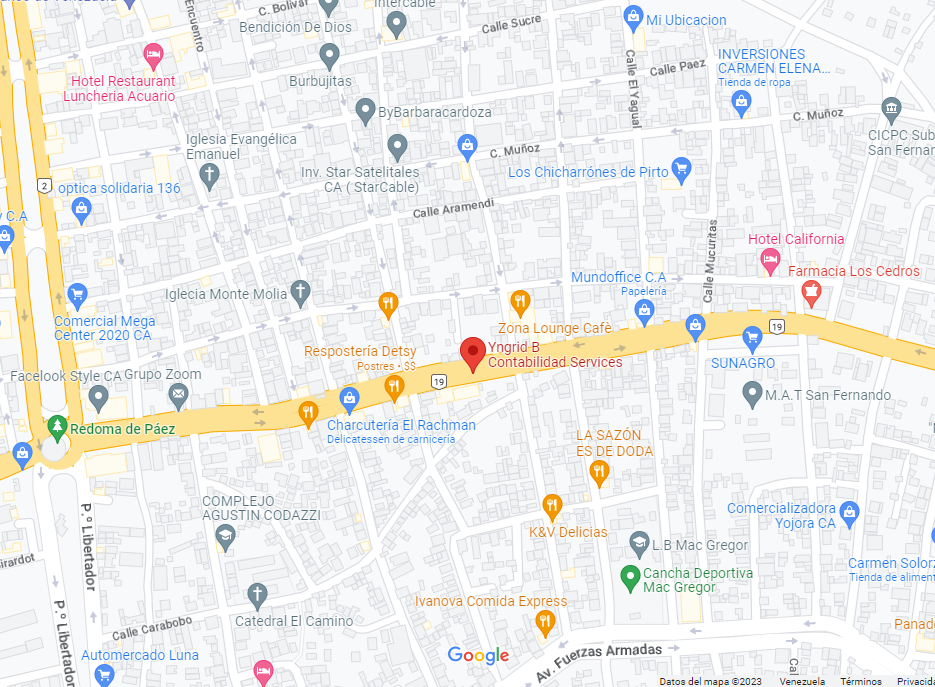 C. Bolívar
Intercable
Bendición De Dios
Calle Sucre
Mi Ubicacion
Encuentro
Hotel Restaurant
Luncheria Acuario
Burbujitas
Calle El Yagual
Calle Paez
INVERSIONES
CARMEN ELENA...
Tienda de ropa
ByBarbaracardoza
C. Muñoz
CICPC Sub
San Fernan
Iglesia Evangélica
Emanuel
C. Muñoz
Inv. Star Satelitales
CA ( StarCable)
Los Chicharrónes de Pirto
2
optica solidaria 136
C.A
Calle Aramendi
Calle Mucuritas
Hotel California
Farmacia Los Cedros
Mundoffice C.A
Papelería
Iglecia Monte Molia
Comercial Mega
Center 2020 CA
Zona Lounge Cafè
19
Yngrid B
Contabilidad Services
Respostería Detsy
Postres • $$
SUNAGRO
Facelook Style CA
Grupo Zoom
19
M.A.T San Fernando
Redoma de Páez
Charcutería El Rachman
Delicatessen de carnicería
LA SAZÓN
ES DE DODA
COMPLEJO
AGUSTIN CODAZZI
P.º Libertador
K&V Delicias
Comercializadora
Yojora CA
L.B Mac Gregor
Cancha Deportiva
Mac Gregor
Carmen Solorz
Tienda de aliment
Girardot
P.º Libertador
Ivanova Comida Express
Catedral El Camino
Calle Carabobo
Panad
Automercado Luna
Google
Av. Fuerzas Armadas
Cal
Datos del mapa ©2023
Venezuela
Términos
Privacida